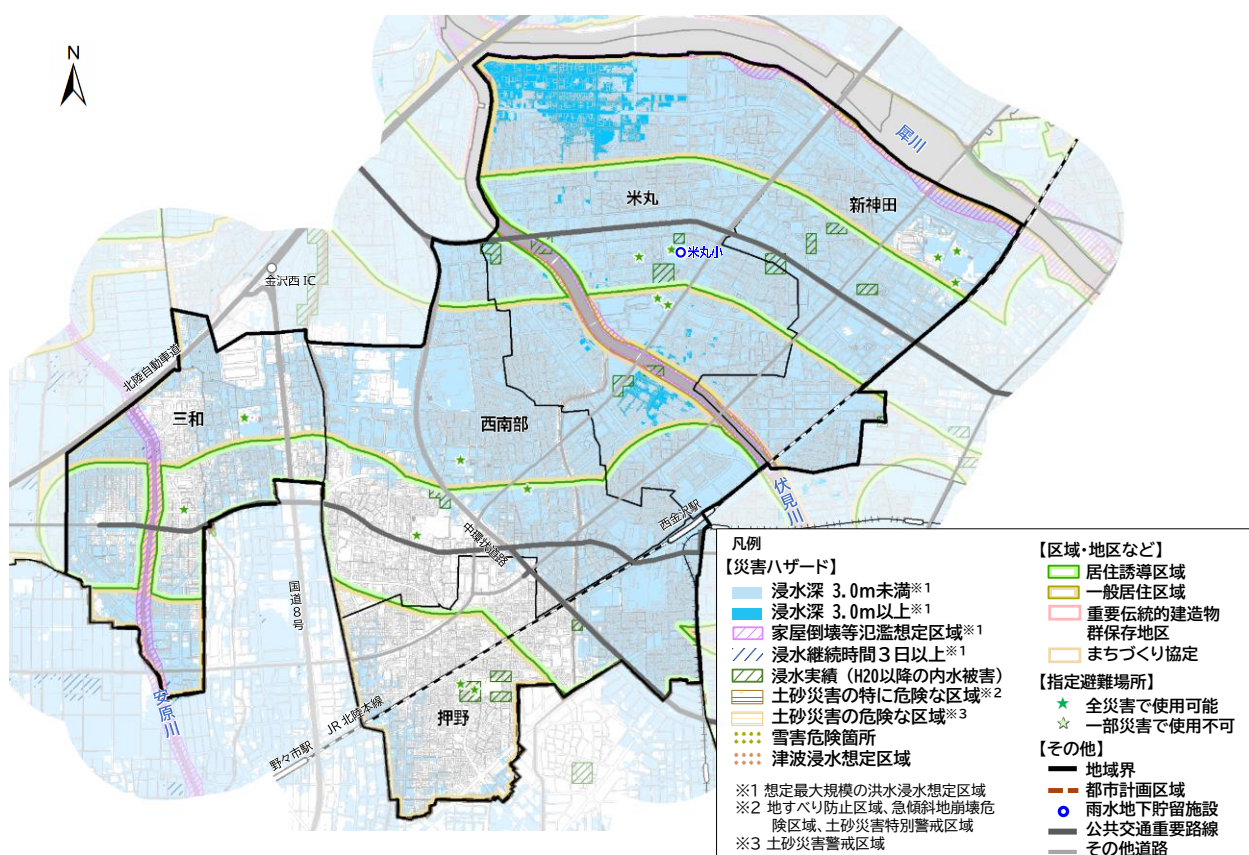 N
犀川
米丸
新神田
米丸小
金沢西 IC
北陸自動車道
三和
西南部
伏見川
西金沢駅
中環状道路
国道8号
安原川
押野
JR 北陸本線
野々市駅
凡例
【災害ハザード】
浸水深 3.0m未満※1
浸水深 3.0m以上※1
家屋倒壊等氾濫想定区域※1
浸水継続時間3日以上※1
浸水実績（H20以降の内水被害）
土砂災害の特に危険な区域※2
土砂災害の危険な区域※3
雪害危険箇所
津波浸水想定区域
※1 想定最大規模の洪水浸水想定区域
※2 地すべり防止区域、急傾斜地崩壊危
険区域、土砂災害特別警戒区域
※3 土砂災害警戒区域
【区域・地区など】
居住誘導区域
一般居住区域
重要伝統的建造物
群保存地区
まちづくり協定
【指定避難場所】
全災害で使用可能
一部災害で使用不可
【その他】
地域界
都市計画区域
雨水地下貯留施設
公共交通重要路線
その他道路